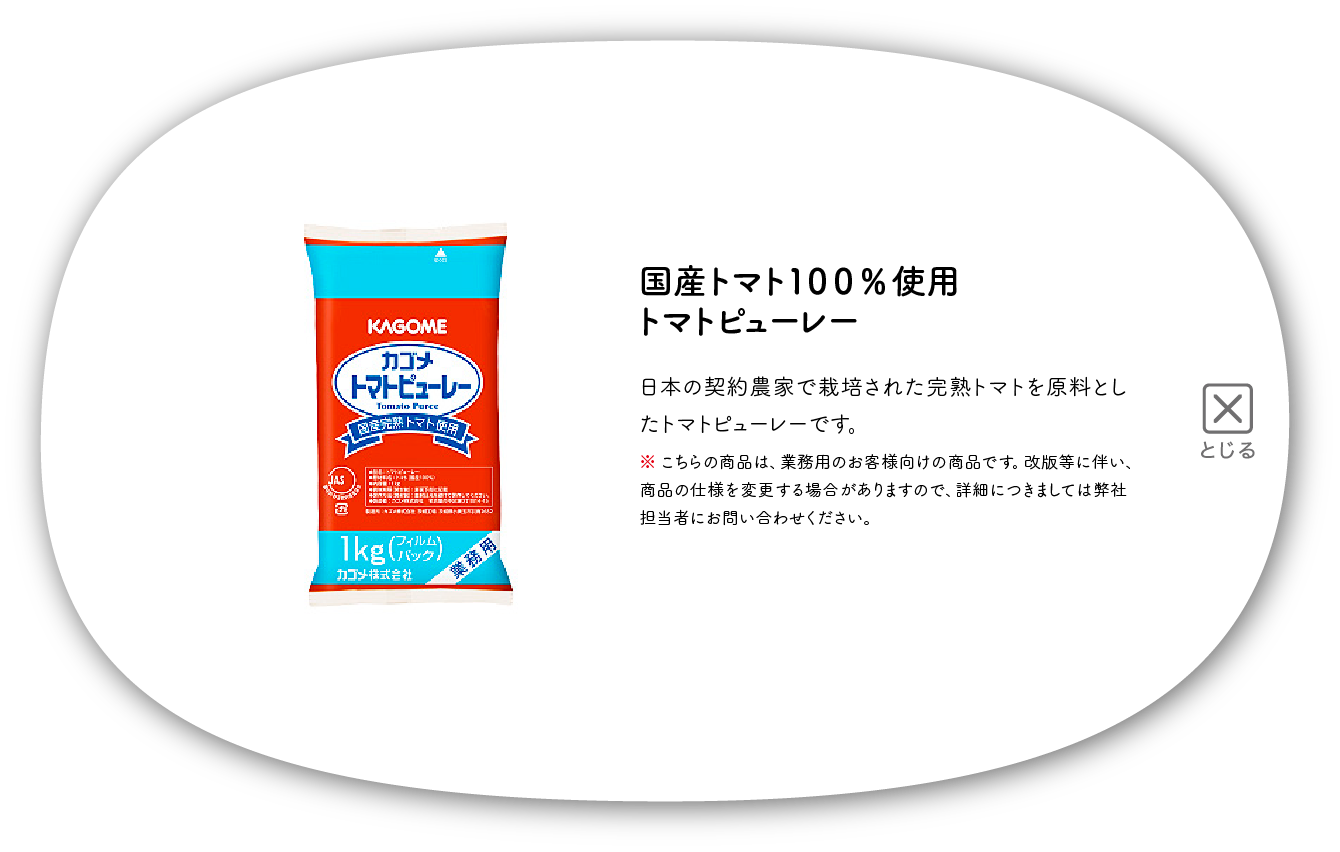 国産トマト100%使用
トマトピューレー
日本の契約農家で栽培された完熟トマトを原料とし
たトマトピューレーです。
※ こちらの商品は、業務用のお客様向けの商品です。改版等に伴い、
商品の仕様を変更する場合がありますので、詳細につきましては弊社
担当者にお問い合わせください。
とじる
KAGOME
カゴメ
トマトピューレー
Tomato Puree
国産完熟トマト使用
JAS
1kg(フィルムパック)
カゴメ株式会社
業務用